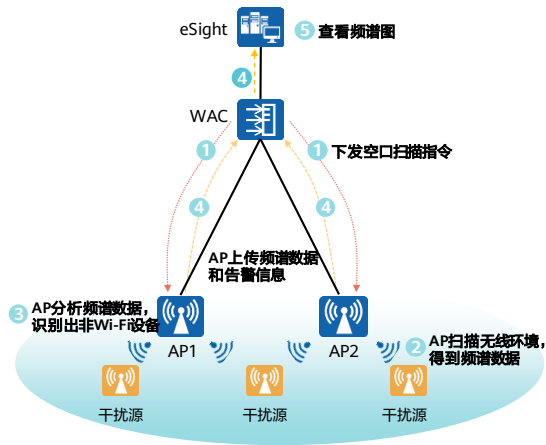 eSight
5 查看频谱图
4
WAC
1
1 下发空口扫描指令
4
4
AP上传频谱数据
和告警信息
3 AP分析频谱数据，
识别出非Wi-Fi设备
AP1
AP2
2 AP扫描无线环境，
得到频谱数据
干扰源
干扰源
干扰源